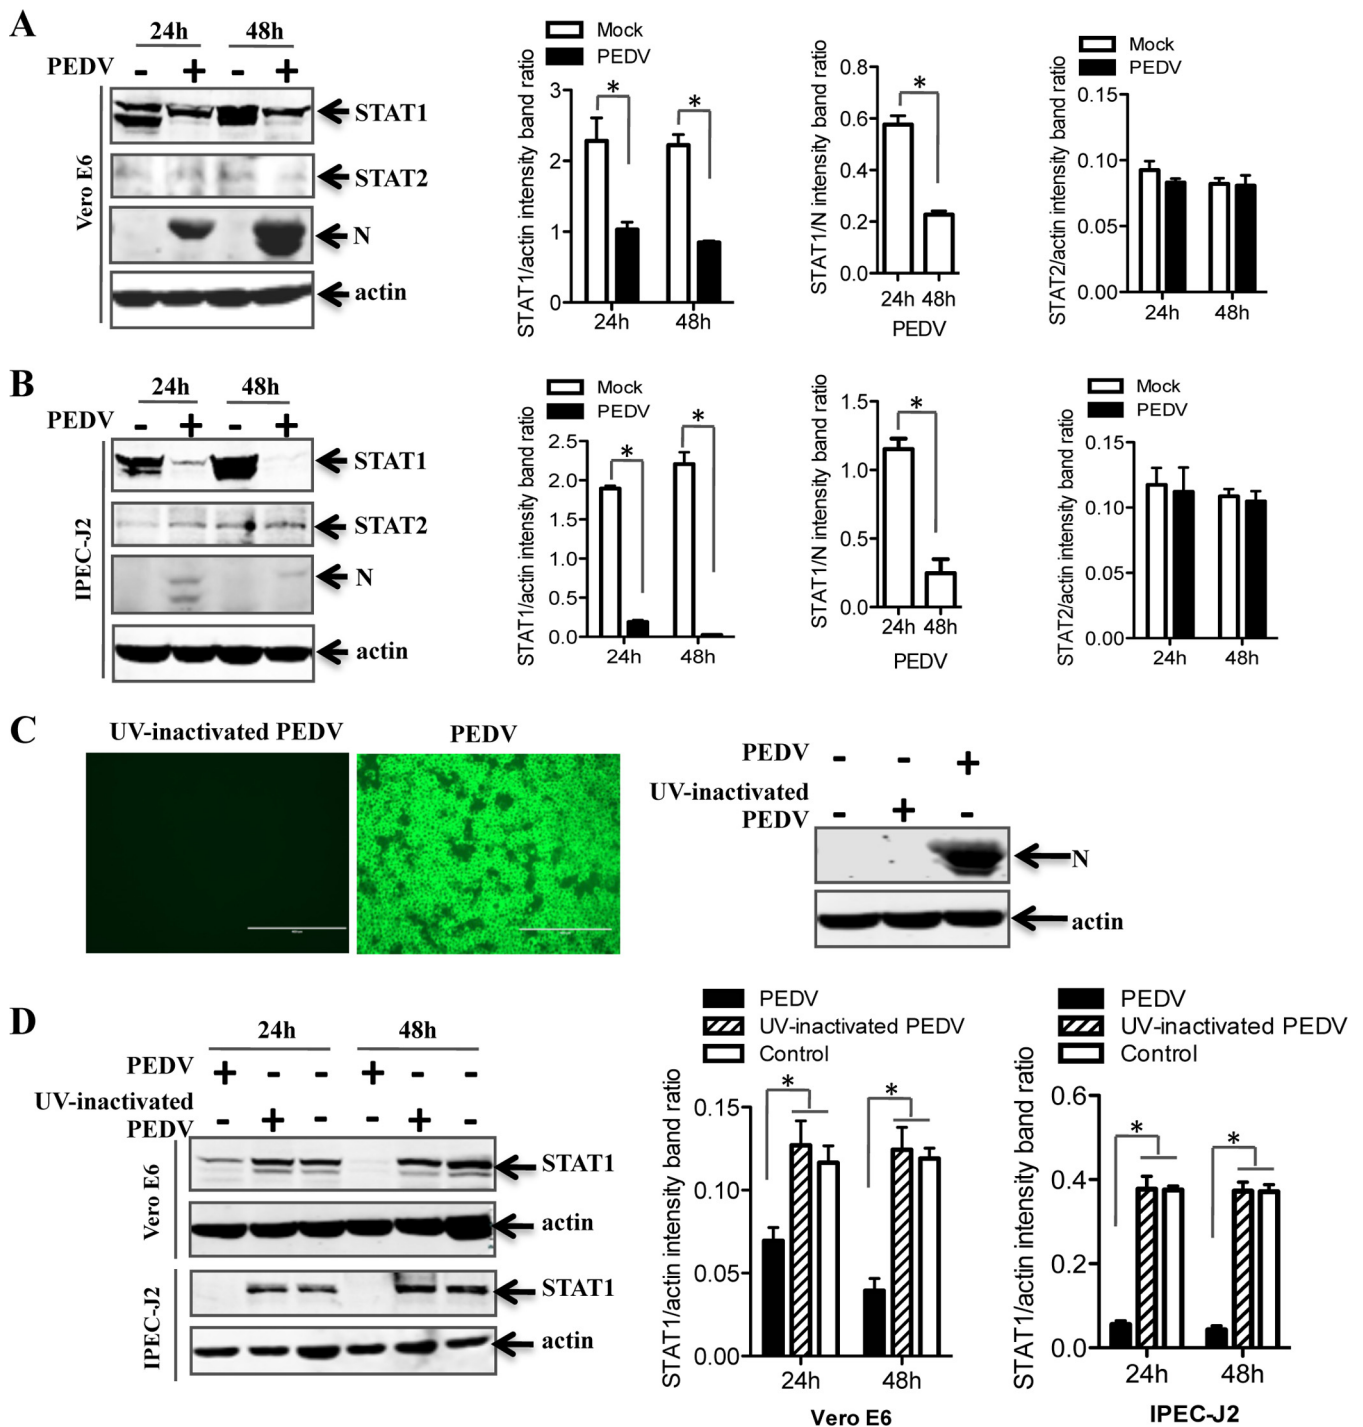 A
24h 48h
PEDV - + - +
Vero E6
STAT1
STAT2
N
actin
Mock
PEDV
STAT1/actin intensity band ratio
3
2
1
0
* *
24h 48h
STAT1/N intensity band ratio
0.8
0.6
0.4
0.2
0.0
*
24h 48h
PEDV
Mock
PEDV
STAT2/actin intensity band ratio
0.15
0.10
0.05
0.00
24h 48h
B
24h 48h
PEDV - + - +
IPEC-J2
STAT1
STAT2
N
actin
Mock
PEDV
STAT1/actin intensity band ratio
2.5
2.0
1.5
1.0
0.5
0.0
* *
24h 48h
STAT1/N intensity band ratio
1.5
1.0
0.5
0.0
*
24h 48h
PEDV
Mock
PEDV
STAT2/actin intensity band ratio
0.15
0.10
0.05
0.00
24h 48h
C
UV-inactivated PEDV PEDV
PEDV - - +
UV-inactivated
PEDV - + -
N
actin
D
24h 48h
PEDV + - - + - -
UV-inactivated
PEDV - + - - + -
Vero E6
STAT1
actin
IPEC-J2
STAT1
actin
PEDV
UV-inactivated PEDV
Control
STAT1/actin intensity band ratio
0.15
0.10
0.05
0.00
* *
24h 48h
Vero E6
PEDV
UV-inactivated PEDV
Control
STAT1/actin intensity band ratio
0.6
0.4
0.2
0.0
* *
24h 48h
IPEC-J2